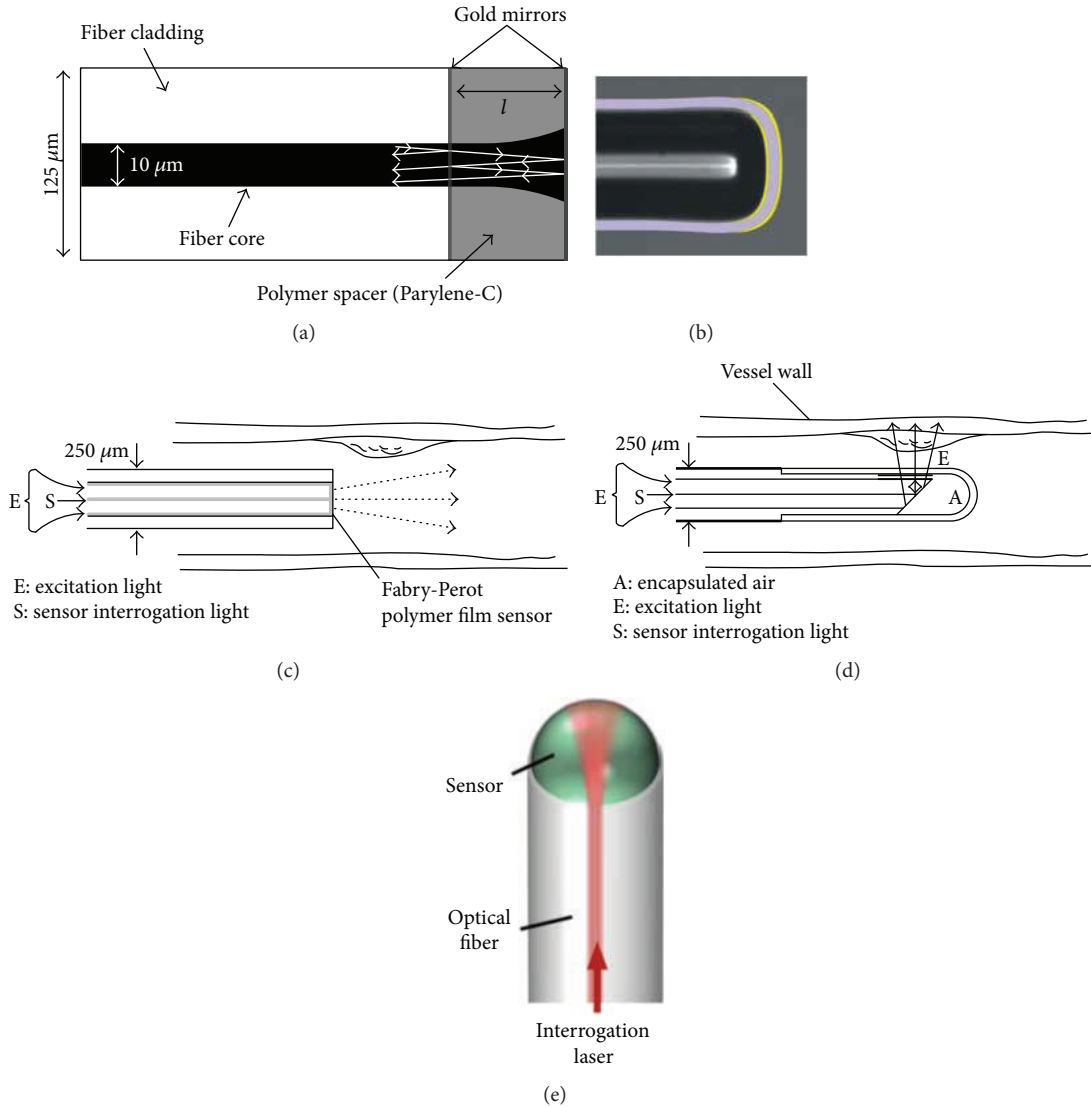 Gold mirrors
Fiber cladding
l
125 μm
10 μm
Fiber core
Polymer spacer (Parylene-C)
(a)
(b)
250 μm
E
S
E: excitation light
S: sensor interrogation light
Fabry-Perot
polymer film sensor
(c)
Vessel wall
250 μm
E
E
S
A
A: encapsulated air
E: excitation light
S: sensor interrogation light
(d)
Sensor
Optical
fiber
Interrogation
laser
(e)